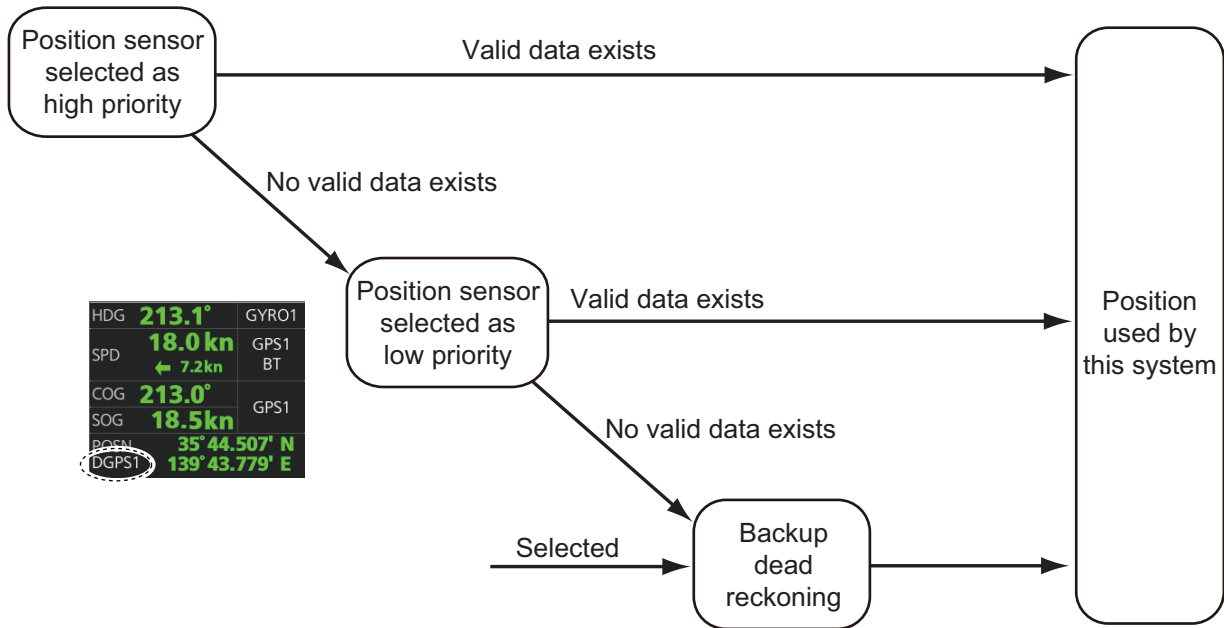 Position sensor
selected as
high priority
Valid data exists
No valid data exists
Position sensor
selected as
low priority
Valid data exists
Position
used by
this system
HDG 213.1° GYRO1
SPD 18.0 kn GPS1
← 7.2kn BT
COG 213.0° GPS1
SOG 18.5kn
POSN 35°44.507' N
DGPS1 139°43.779' E
No valid data exists
Selected
Backup
dead
reckoning